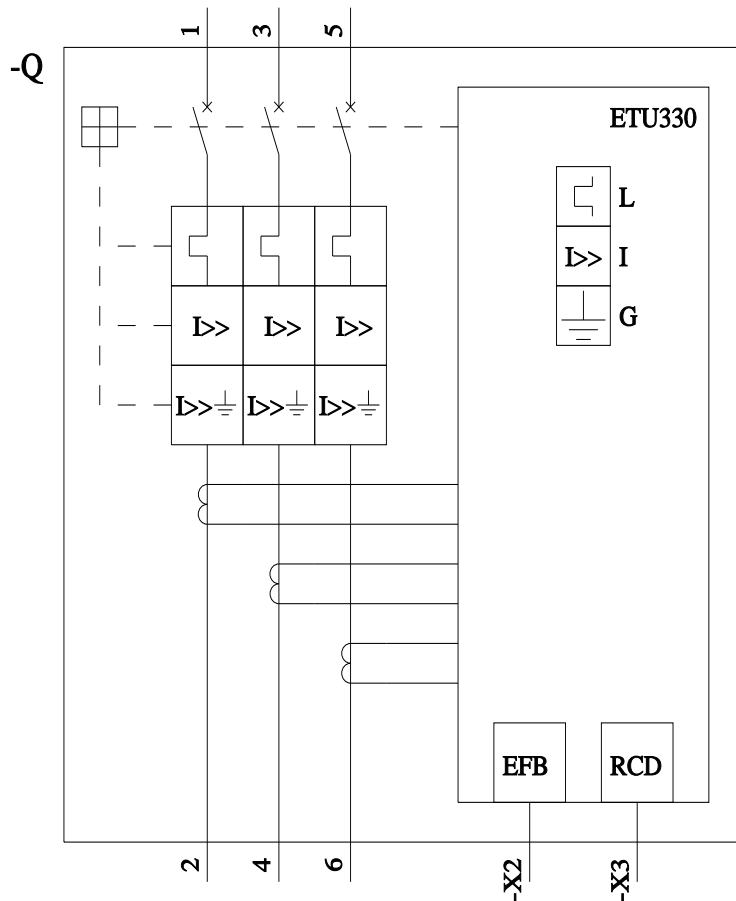 1 3 5
-Q
ETU330
L
I>> I
G
I>> I>> I>>
I>> I>> I>>
EFB RCD
2 4 6 -X2 -X3